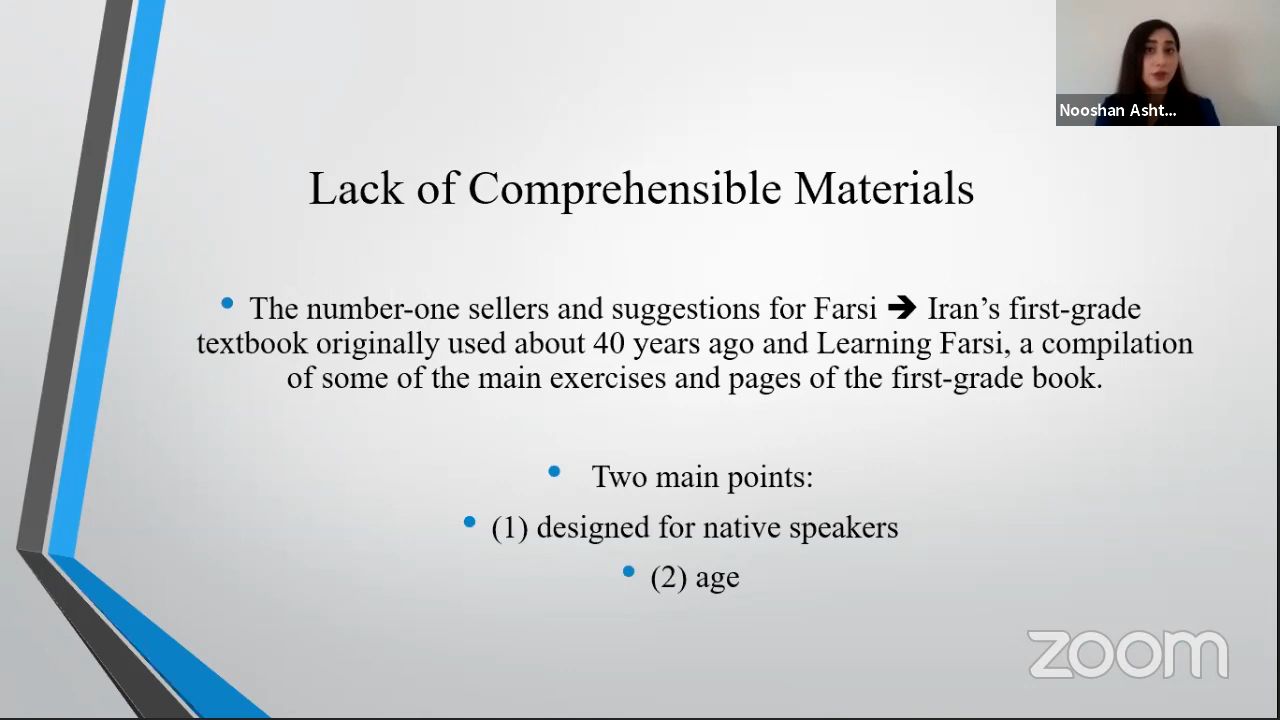 Nooshan Asht...
Lack of Comprehensible Materials
• The number-one sellers and suggestions for Farsi ➔ Iran’s first-grade
textbook originally used about 40 years ago and Learning Farsi, a compilation
of some of the main exercises and pages of the first-grade book.
• Two main points:
• (1) designed for native speakers
• (2) age
zoom